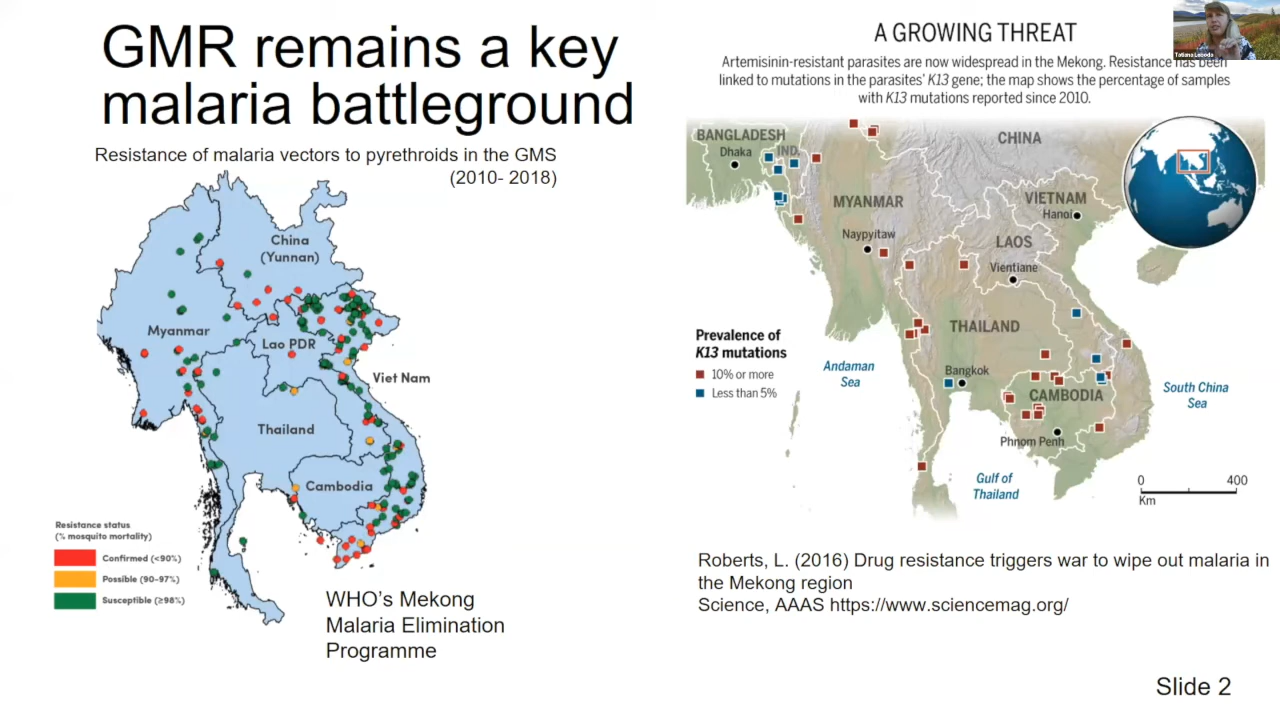 GMR remains a key
malaria battleground
Resistance of malaria vectors to pyrethroids in the GMS
(2010- 2018)
China
(Yunnan)
Myanmar
Lao PDR
Viet Nam
Thailand
Cambodia
Resistance status
(% mosquito mortality)
Confirmed (<90%)
Possible (90-97%)
Susceptible (≥98%)
WHO's Mekong
Malaria Elimination
Programme
A GROWING THREAT
Artemisinin-resistant parasites are now widespread in the Mekong. Resistance has been
linked to mutations in the parasites' K13 gene; the map shows the percentage of samples
with K13 mutations reported since 2010.
Tatiana Loboda
BANGLADESH
Dhaka
IND.
CHINA
MYANMAR
VIETNAM
Hanoi
Naypyitaw
LAOS
Vientiane
THAILAND
Prevalence of
K13 mutations
10% or more
Less than 5%
Andaman
Sea
Bangkok
CAMBODIA
South China
Sea
Phnom Penh
Gulf of
Thailand
0
400
Km
Roberts, L. (2016) Drug resistance triggers war to wipe out malaria in
the Mekong region
Science, AAAS https://www.sciencemag.org/
Slide 2